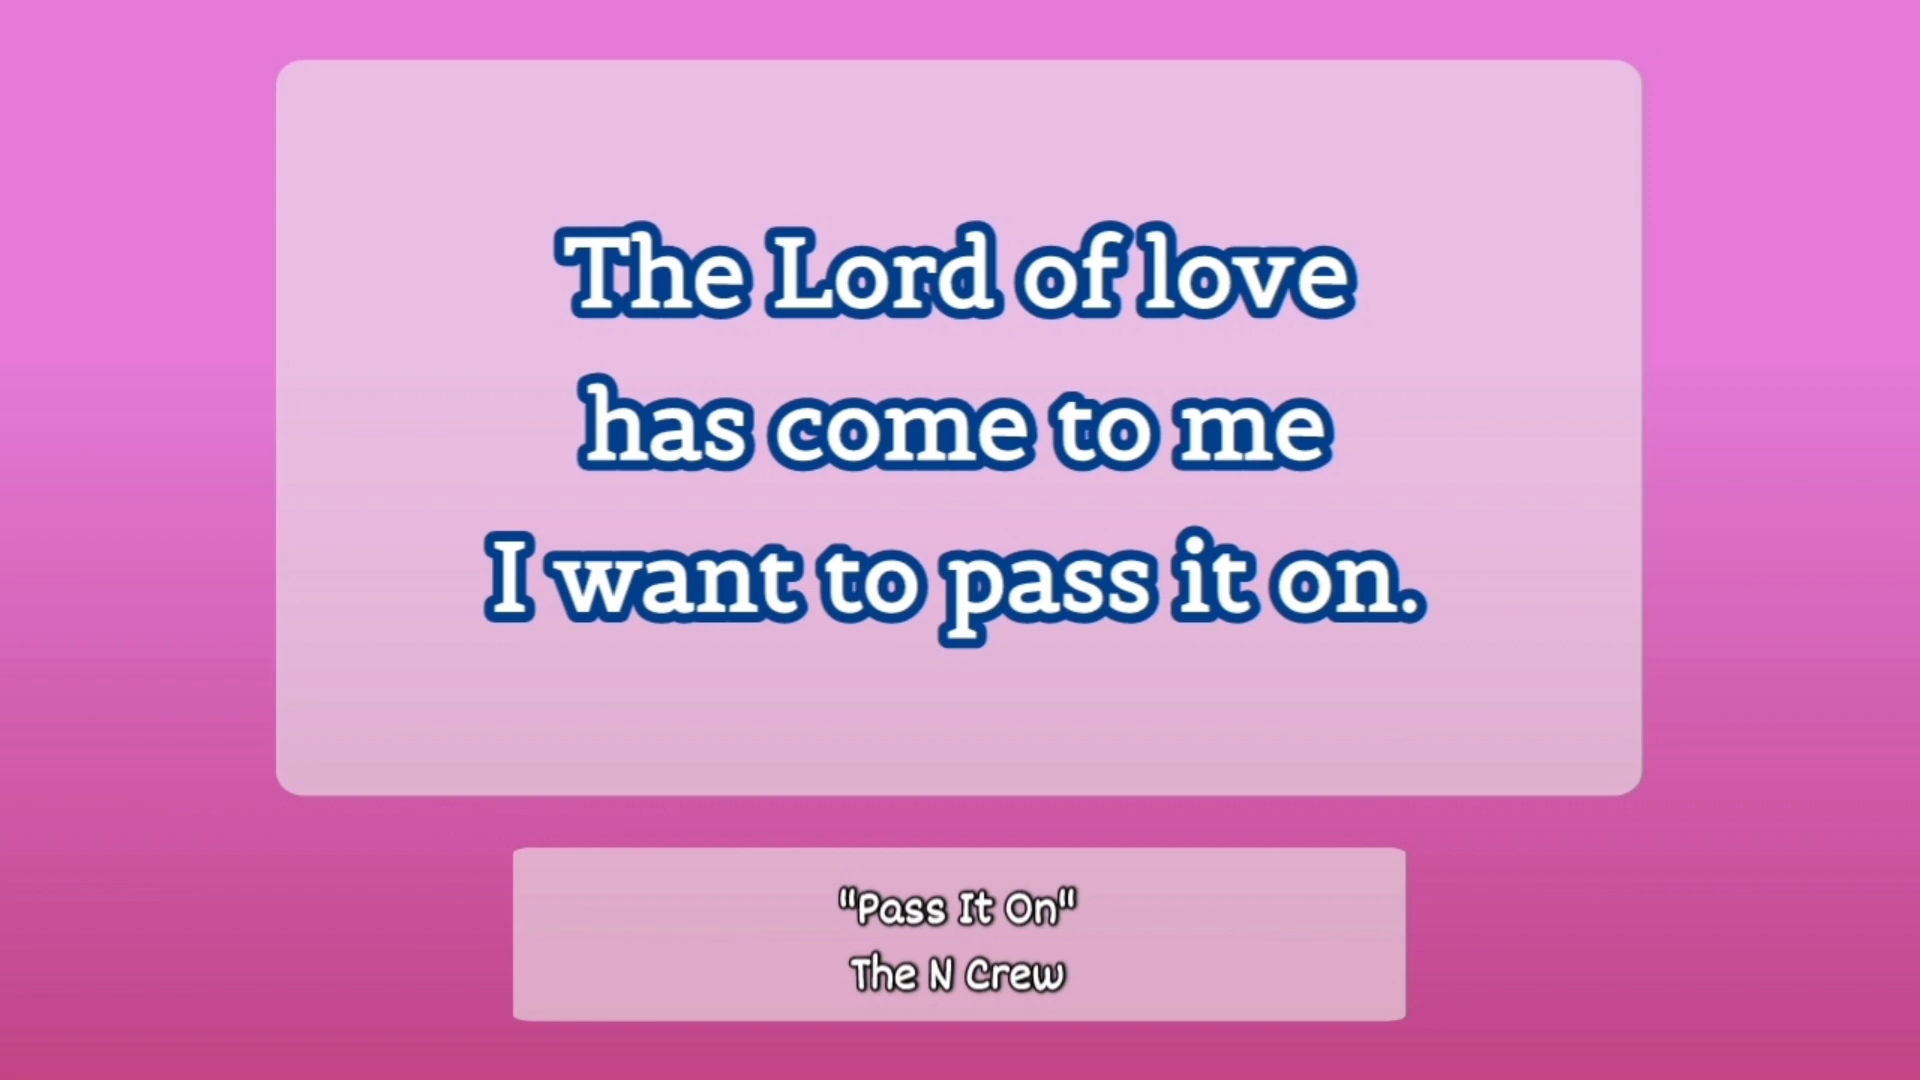 The Lord of love
has come to me
I want to pass it on.
"Pass It On"
The N Crew